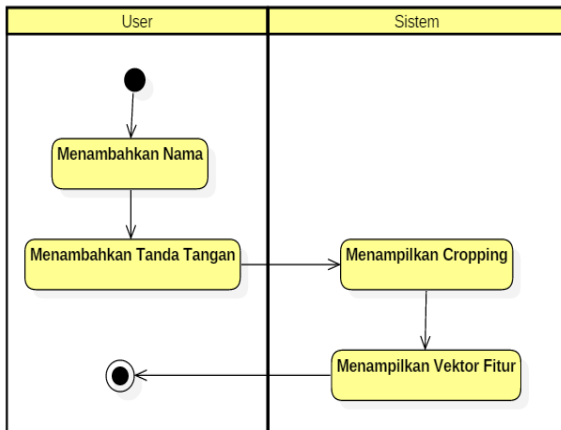 User
Sistem
Menambahkan Nama
Menambahkan Tanda Tangan
Menampilkan Cropping
Menampilkan Vektor Fitur